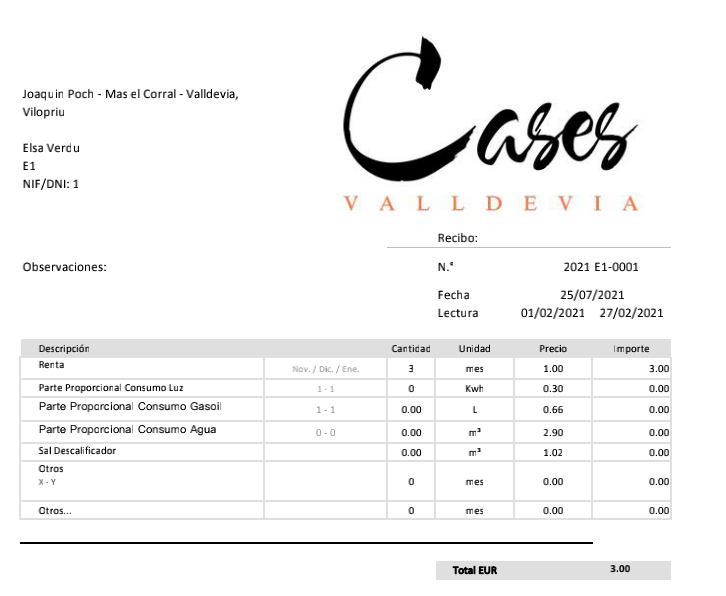 Joaquin Poch - Mas el Corral - Valldevia,
Vilopriu
Elsa Verdu
E1
NIF/DNI: 1
Cases
VALLDEVIA
Recibo:
Observaciones:
N.º 2021 E1-0001
Fecha 25/07/2021
Lectura 01/02/2021 27/02/2021
Descripción Cantidad Unidad Precio Importe
Renta Nov. / Dic. / Ene. 3 mes 1.00 3.00
Parte Proporcional Consumo Luz 1 - 1 0 Kwh 0.30 0.00
Parte Proporcional Consumo Gasoil 1 - 1 0.00 L 0.66 0.00
Parte Proporcional Consumo Agua 0 - 0 0.00 m³ 2.90 0.00
Sal Descalificador 0.00 m³ 1.02 0.00
Otros
X - Y 0 mes 0.00 0.00
Otros... 0 mes 0.00 0.00
Total EUR 3.00